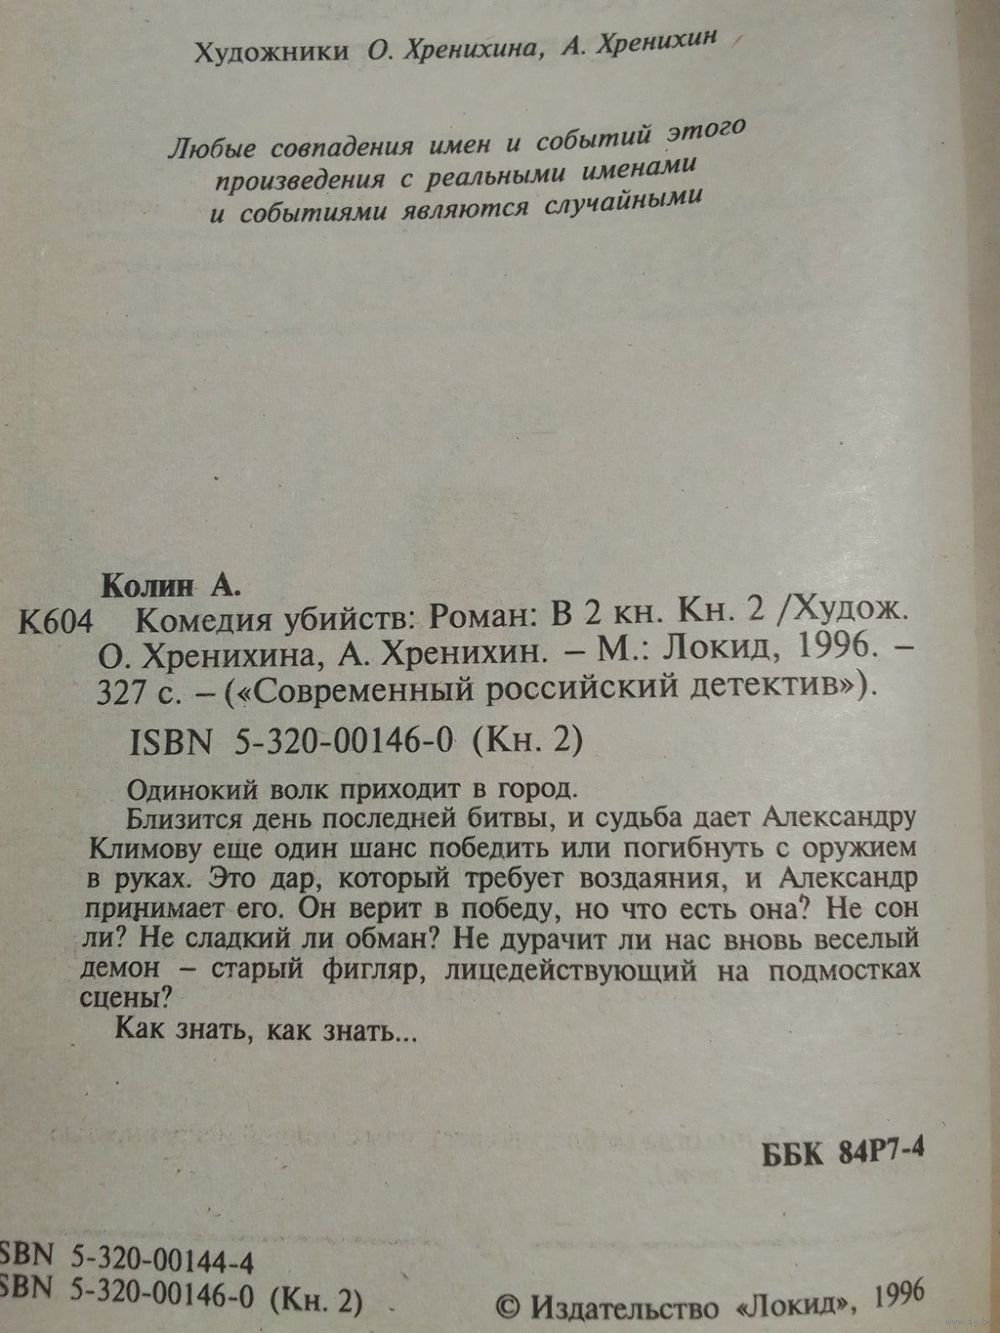 Художники О. Хренихина, А. Хренихин
Любые совпадения имен и событий этого
произведения с реальными именами
и событиями являются случайными
Колин А.
К604 Комедия убийств: Роман: В 2 кн. Кн. 2 /Худож.
О. Хренихина, А. Хренихин. – М.: Локид, 1996. –
327 с. – («Современный российский детектив»).
ISBN 5-320-00146-0 (Кн. 2)
Одинокий волк приходит в город.
Близится день последней битвы, и судьба дает Александру
Климову еще один шанс победить или погибнуть с оружием
в руках. Это дар, который требует воздаяния, и Александр
принимает его. Он верит в победу, но что есть она? Не сон
ли? Не сладкий ли обман? Не дурачит ли нас вновь веселый
демон – старый фигляр, лицедействующий на подмостках
сцены?
Как знать, как знать...
ББК 84Р7-4
SBN 5-320-00144-4
SBN 5-320-00146-0 (Кн. 2)
© Издательство «Локид», 1996
www.ay.by